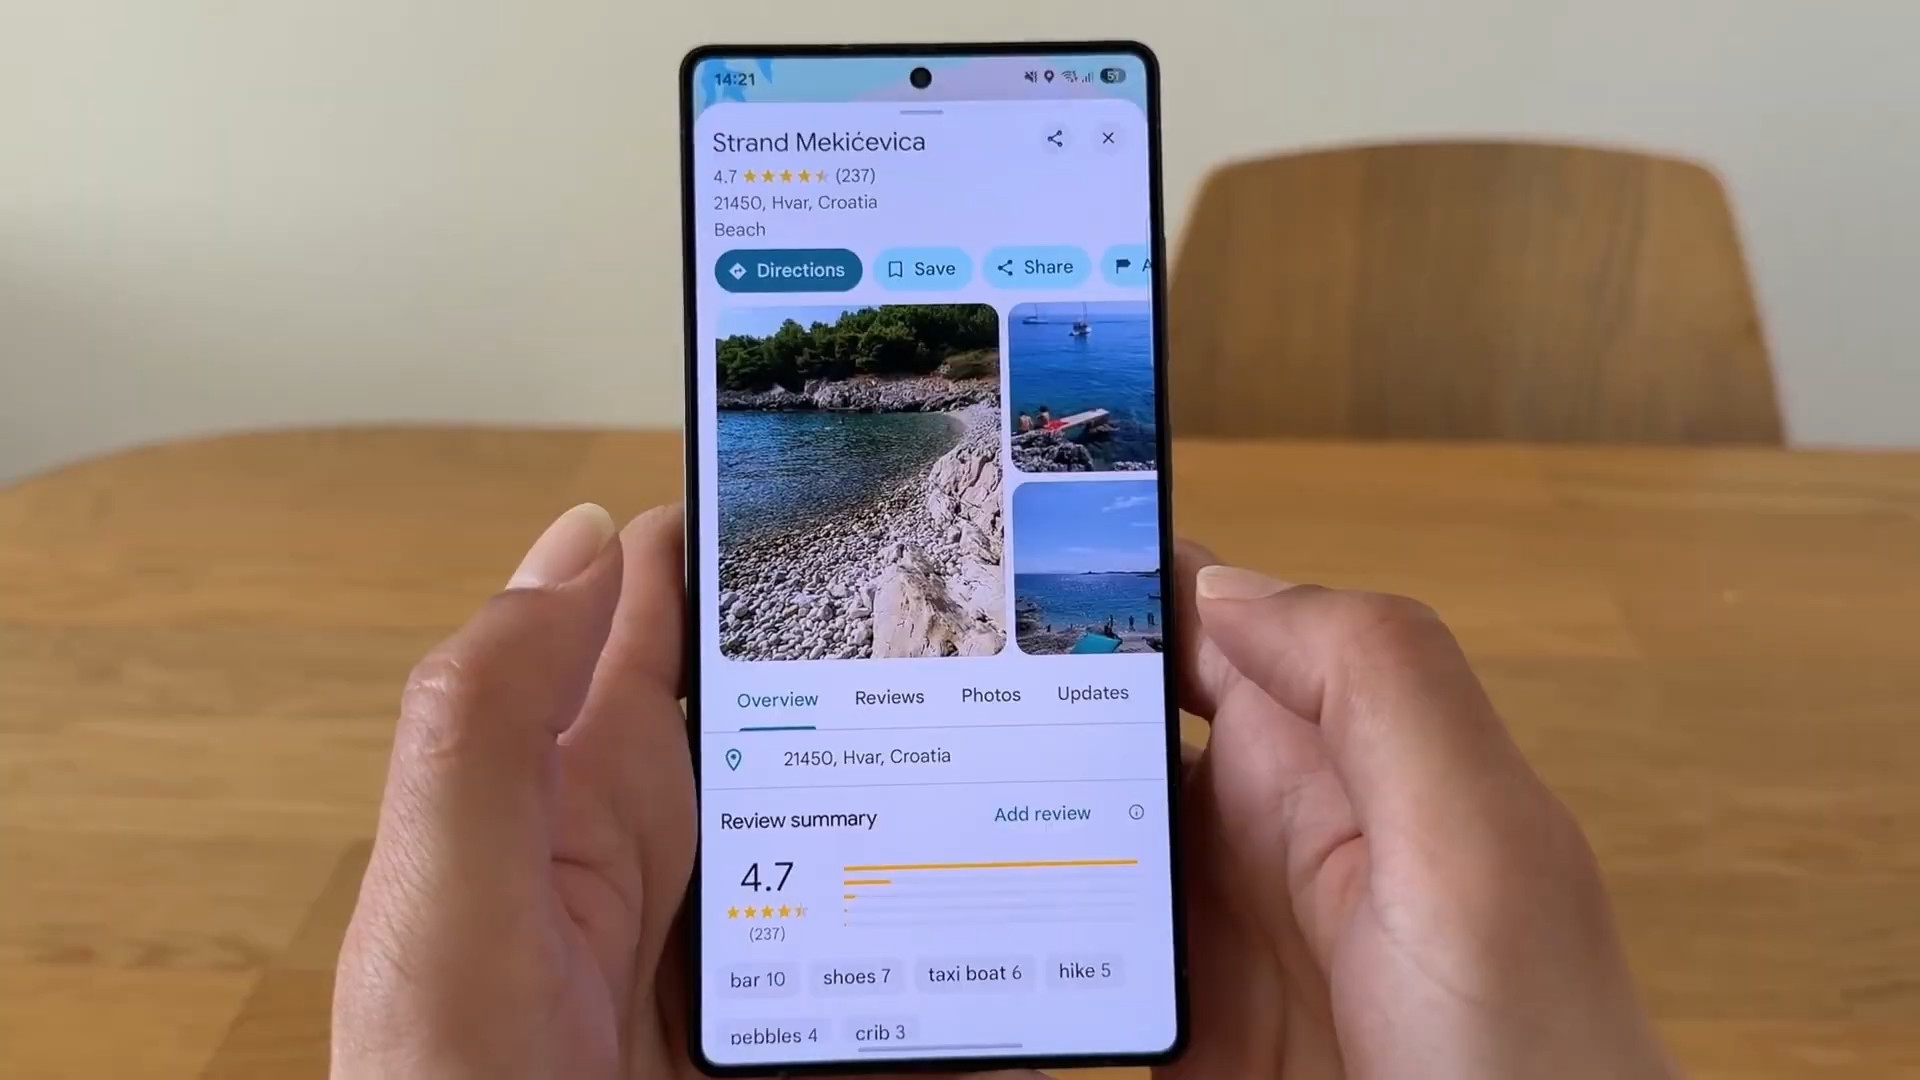 14:21 51
Strand Mekićevica
4.7 (237)
21450, Hvar, Croatia
Beach
Directions Save Share A
Overview Reviews Photos Updates
21450, Hvar, Croatia
Review summary Add review
4.7
(237)
bar 10 shoes 7 taxi boat 6 hike 5
pebbles 4 crib 3